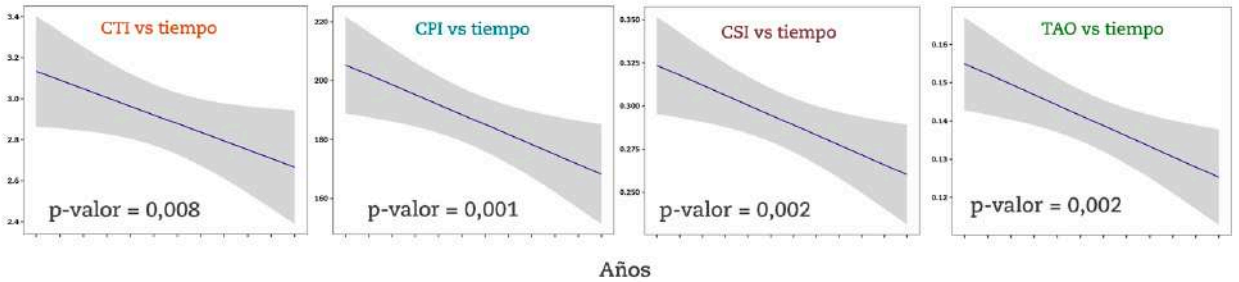 CTI vs tiempo
3.4
3.2
3.0
2.8
2.6
2.4
p-valor = 0,008
CPI vs tiempo
220
200
180
160
p-valor = 0,001
CSI vs tiempo
0.350
0.325
0.300
0.275
0.250
p-valor = 0,002
TAO vs tiempo
0.16
0.15
0.14
0.13
0.12
p-valor = 0,002
Años